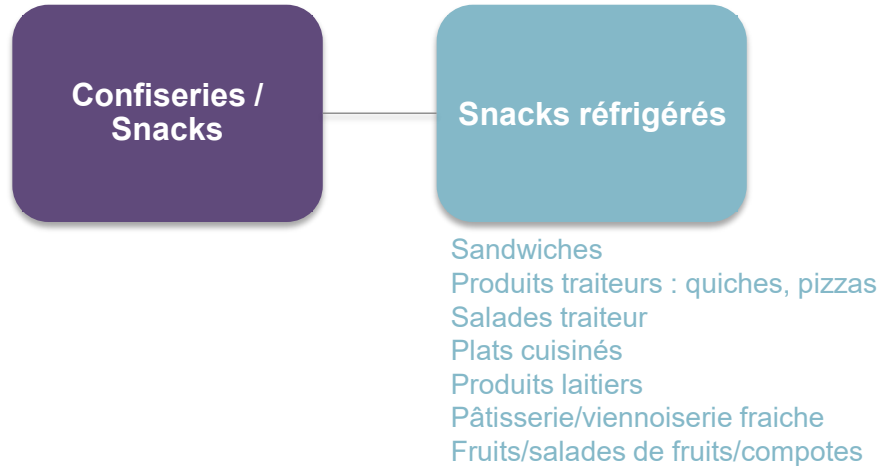 Confiseries /
Snacks
Snacks réfrigérés
Sandwiches
Produits traiteurs : quiches, pizzas
Salades traiteur
Plats cuisinés
Produits laitiers
Pâtisserie/viennoiserie fraiche
Fruits/salades de fruits/compotes